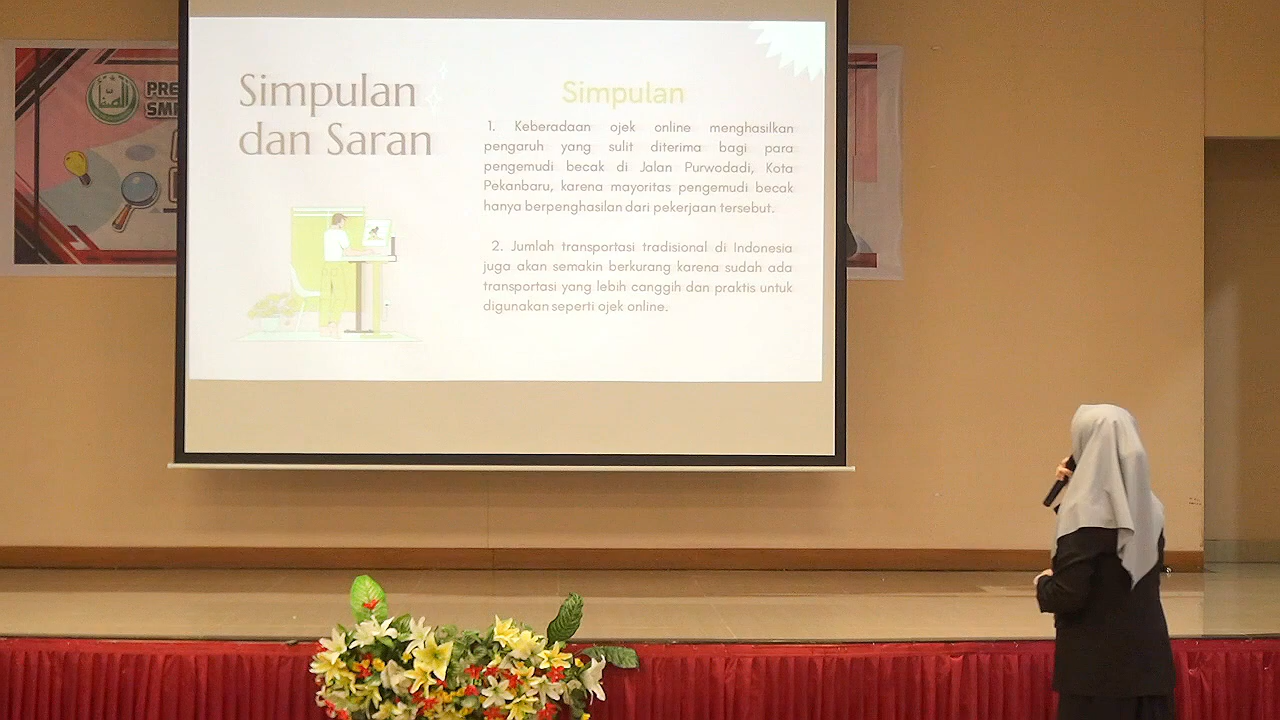 Simpulan
dan Saran
Simpulan
1. Keberadaan ojek online menghasilkan
pengaruh yang sulit diterima bagi para
pengemudi becak di Jalan Purwodadi, Kota
Pekanbaru, karena mayoritas pengemudi becak
hanya berpenghasilan dari pekerjaan tersebut.
2. Jumlah transportasi tradisional di Indonesia
juga akan semakin berkurang karena sudah ada
transportasi yang lebih canggih dan praktis untuk
digunakan seperti ojek online.